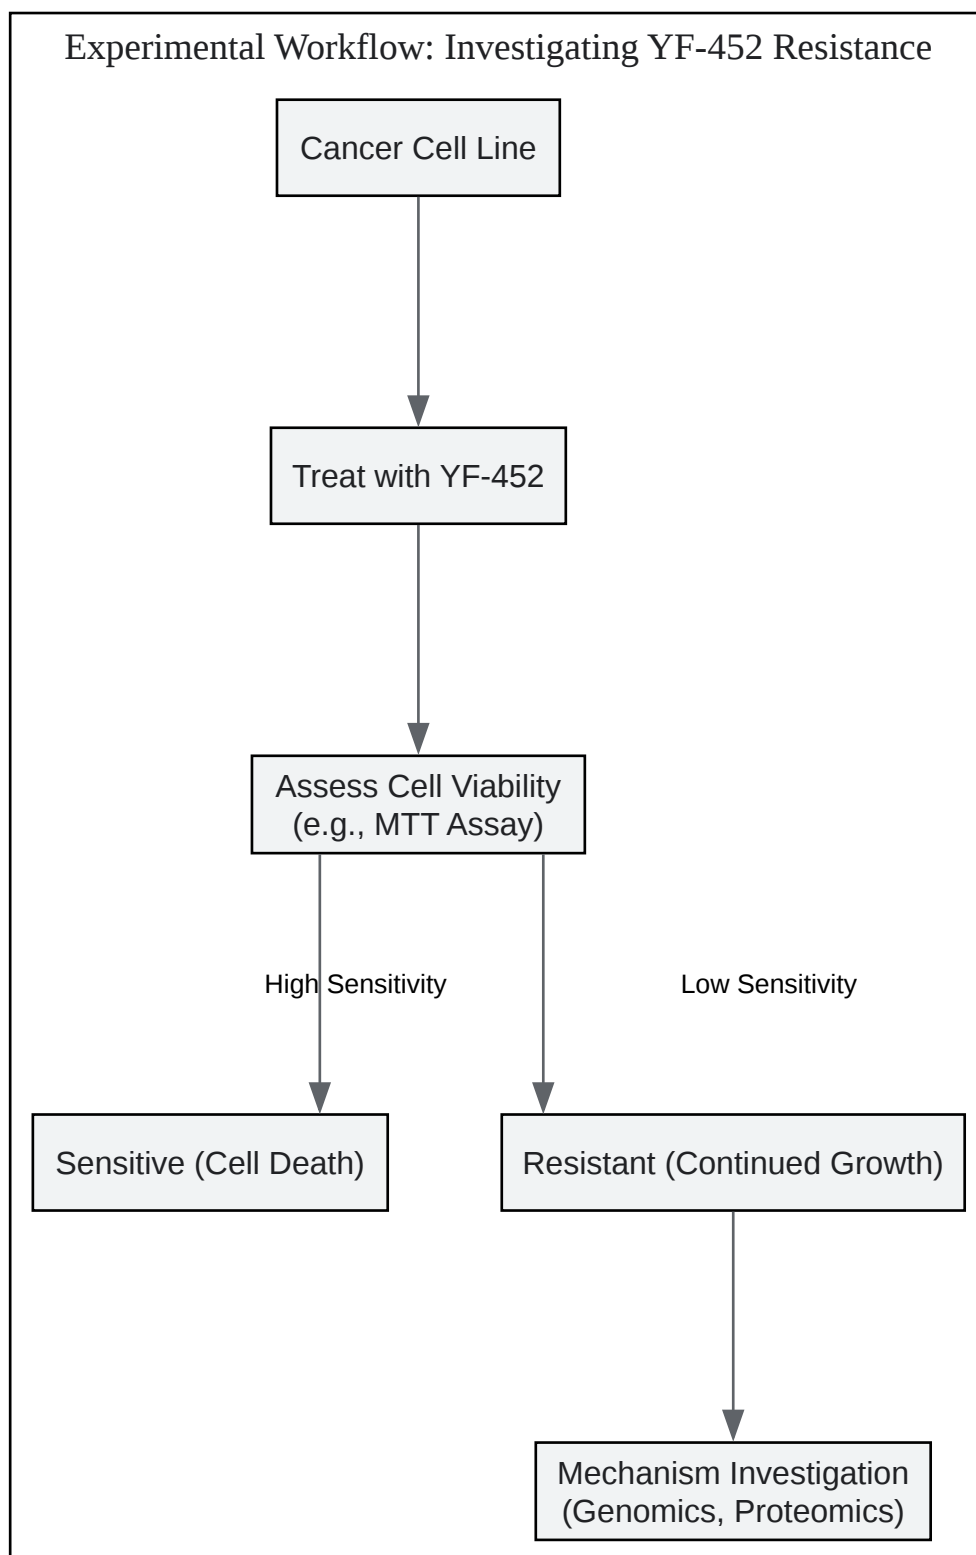 Experimental Workflow: Investigating YF-452 Resistance
Cancer Cell Line
Treat with YF-452
Assess Cell Viability
(e.g., MTT Assay)
High Sensitivity
Low Sensitivity
Sensitive (Cell Death)
Resistant (Continued Growth)
Mechanism Investigation
(Genomics, Proteomics)